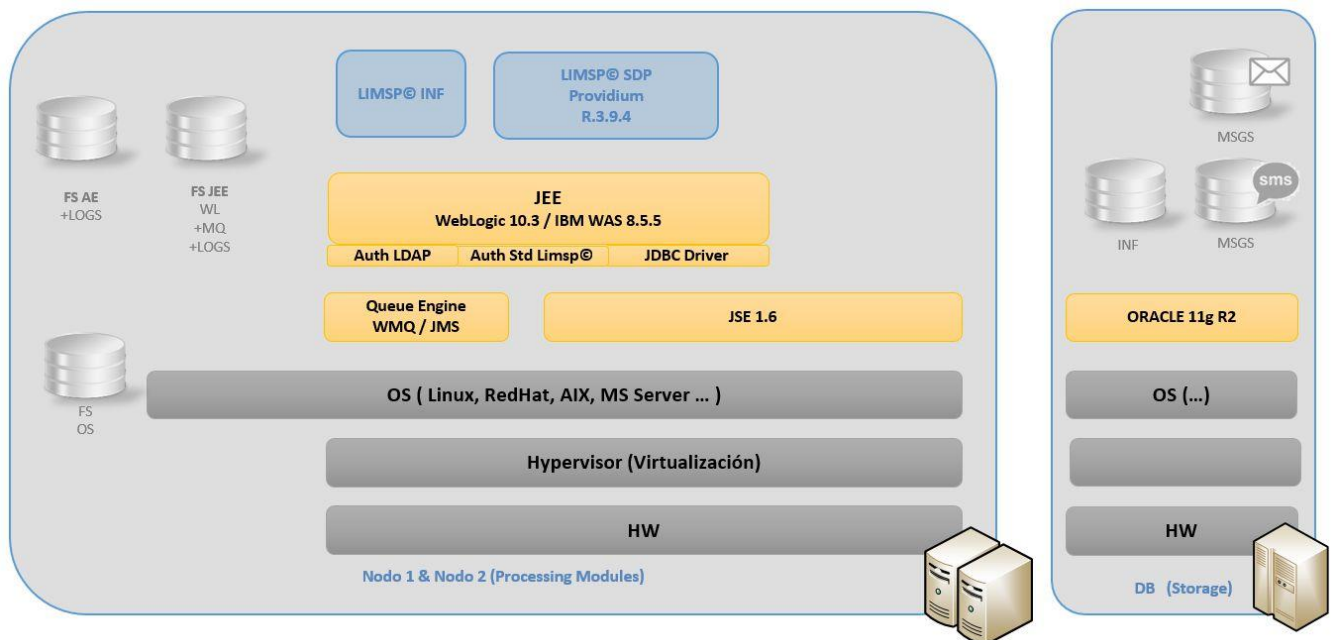 LIMSP© INF
LIMSP© SDP
Providium
R.3.9.4
FS AE
+LOGS
FS JEE
WL
+MQ
+LOGS
JEE
WebLogic 10.3 / IBM WAS 8.5.5
Auth LDAP
Auth Std Limsp©
JDBC Driver
Queue Engine
WMQ / JMS
JSE 1.6
FS
OS
OS ( Linux, RedHat, AIX, MS Server ... )
Hypervisor (Virtualización)
HW
Nodo 1 & Nodo 2 (Processing Modules)
MSGS
INF
sms
MSGS
ORACLE 11g R2
OS (...)
HW
DB (Storage)